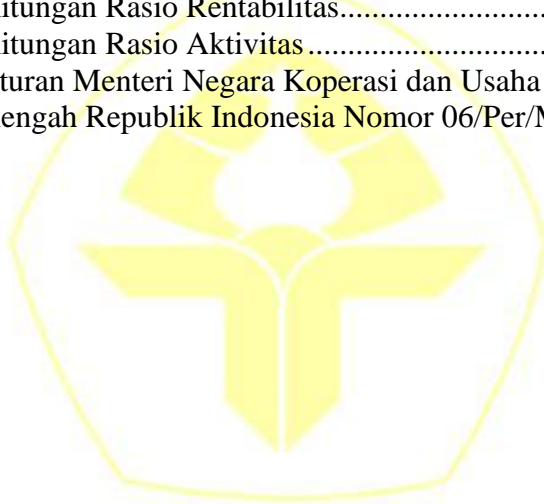 itungan Rasio Rentabilitas...............................
itungan Rasio Aktivitas....................................
turan Menteri Negara Koperasi dan Usaha
engah Republik Indonesia Nomor 06/Per/M